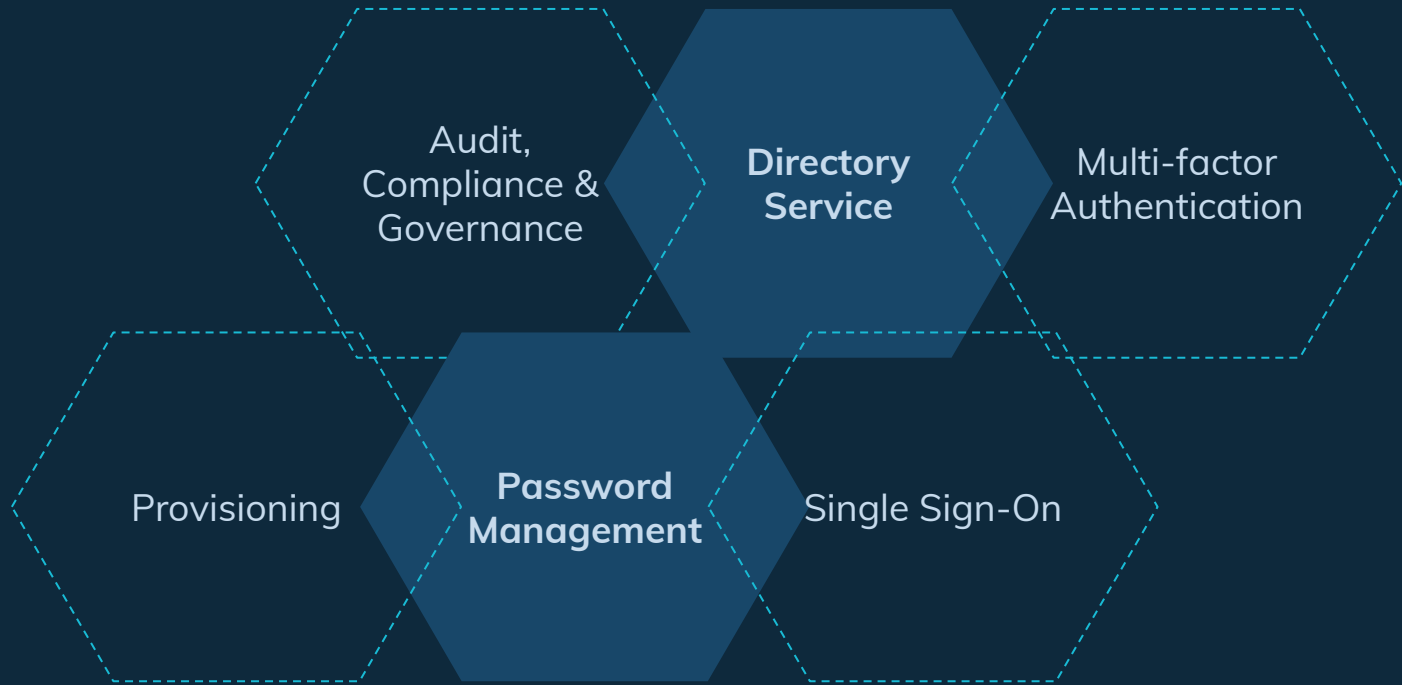 Audit,
Compliance &
Governance
Directory
Service
Multi-factor
Authentication
Provisioning
Password
Management
Single Sign-On